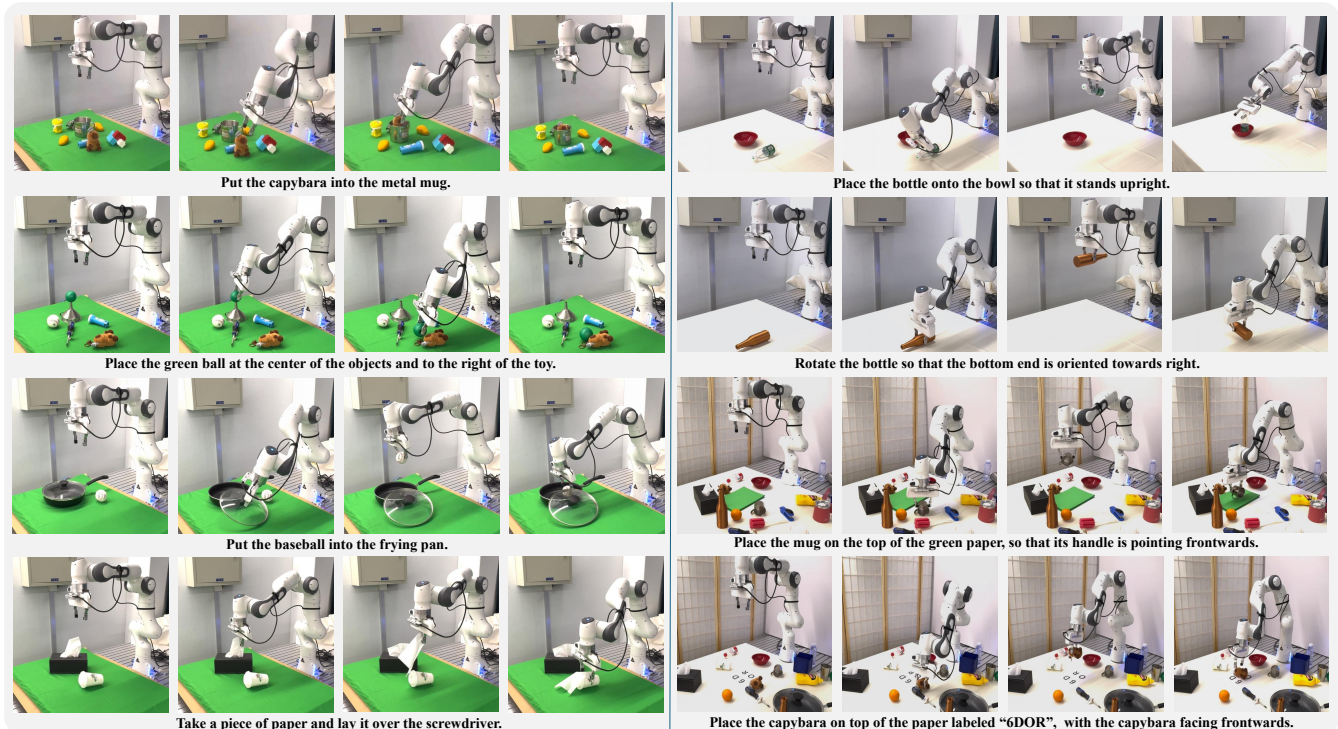 Put the capybara into the metal mug.
Place the green ball at the center of the objects and to the right of the toy.
Put the baseball into the frying pan.
Take a piece of paper and lay it over the screwdriver.
Place the bottle onto the bowl so that it stands upright.
Rotate the bottle so that the bottom end is oriented towards right.
Place the mug on the top of the green paper, so that its handle is pointing frontwards.
Place the capybara on top of the paper labeled “6DOR”, with the capybara facing frontwards.